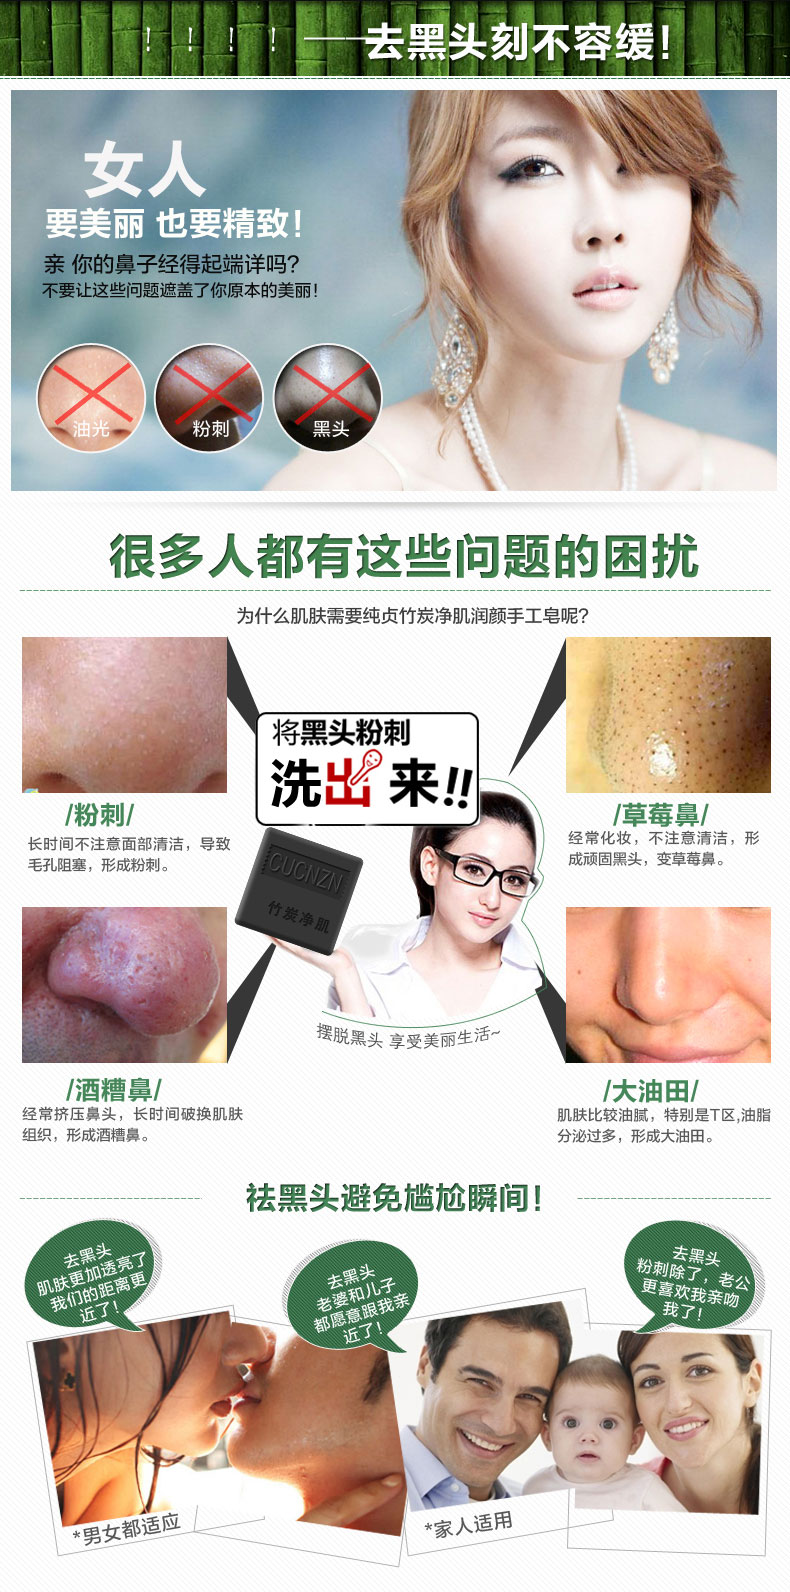 ！！！！——去黑头刻不容缓！
女人
要美丽 也要精致！
亲 你的鼻子经得起端详吗？
不要让这些问题遮盖了你原本的美丽！
油光
粉刺
黑头
很多人都有这些问题的困扰
为什么肌肤需要纯贞竹炭净肌润颜手工皂呢？
将黑头粉刺
洗出来！！
/粉刺/
长时间不注意面部清洁，导致
毛孔阻塞，形成粉刺。
/草莓鼻/
经常化妆，不注意清洁，形
成顽固黑头，变草莓鼻。
CUCNZN
竹炭净肌
摆脱黑头 享受美丽生活~
/酒糟鼻/
经常挤压鼻头，长时间破换肌肤
组织，形成酒糟鼻。
/大油田/
肌肤比较油腻，特别是T区,油脂
分泌过多，形成大油田。
祛黑头避免尴尬瞬间！
去黑头
肌肤更加透亮了
我们的距离更
近了！
去黑头
老婆和儿子
都愿意跟我亲
近了！
去黑头
粉刺除了，老公
更喜欢我亲吻
我了！
*男女都适应
*家人适用